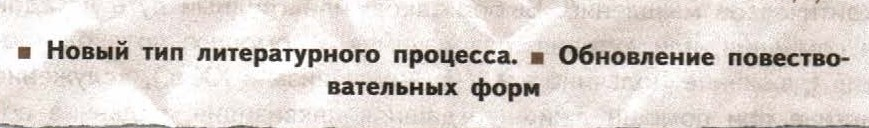 ▪ Новый тип литературного процесса. ▪ Обновление повество-
вательных форм